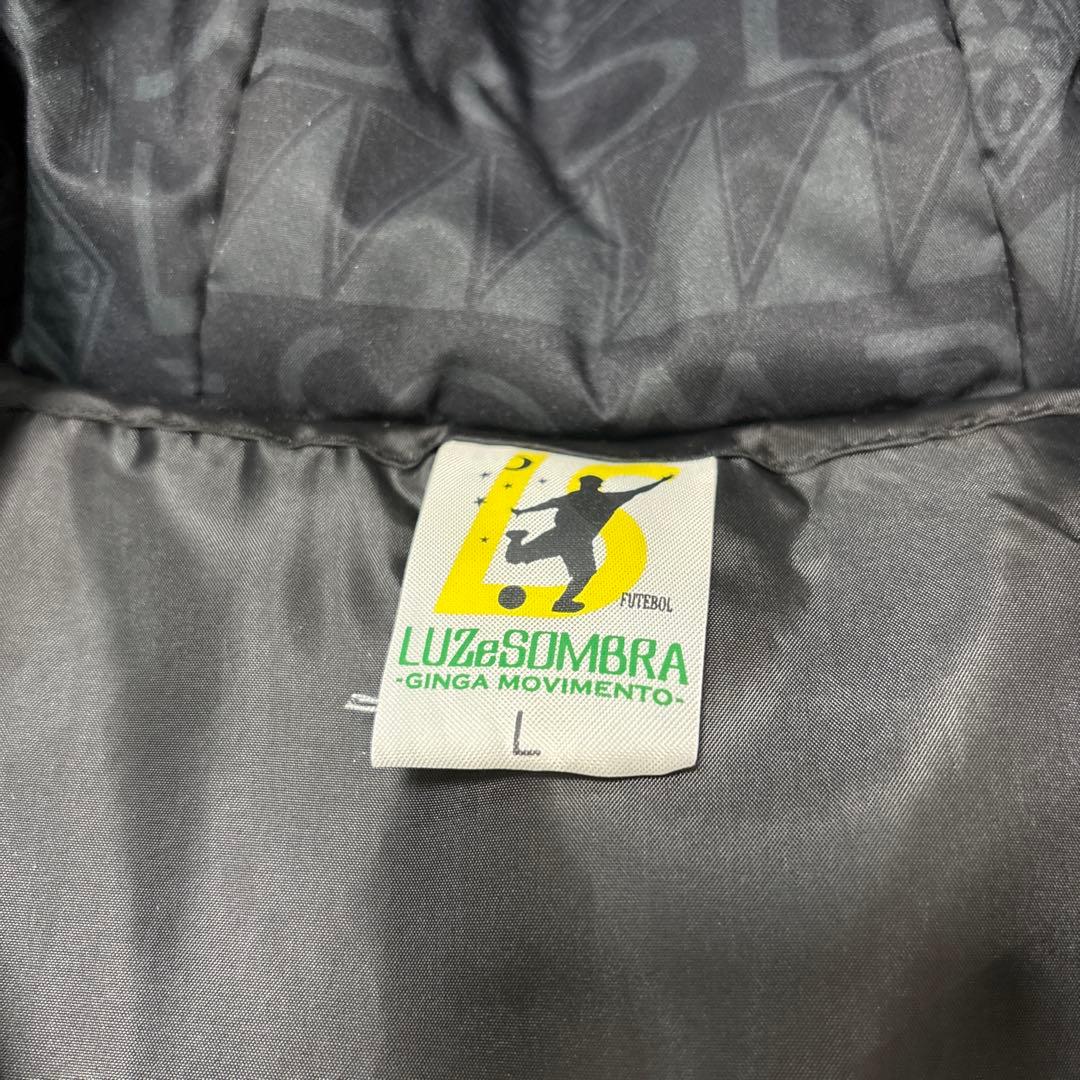 LS
FUTEBOL
LUZeSOMBRA
-GINGA MOVIMENTO-
L